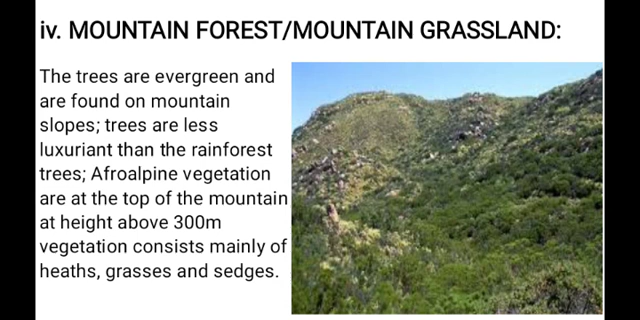 iv. MOUNTAIN FOREST/MOUNTAIN GRASSLAND:
The trees are evergreen and
are found on mountain
slopes; trees are less
luxuriant than the rainforest
trees; Afroalpine vegetation
are at the top of the mountain
at height above 300m
vegetation consists mainly of
heaths, grasses and sedges.